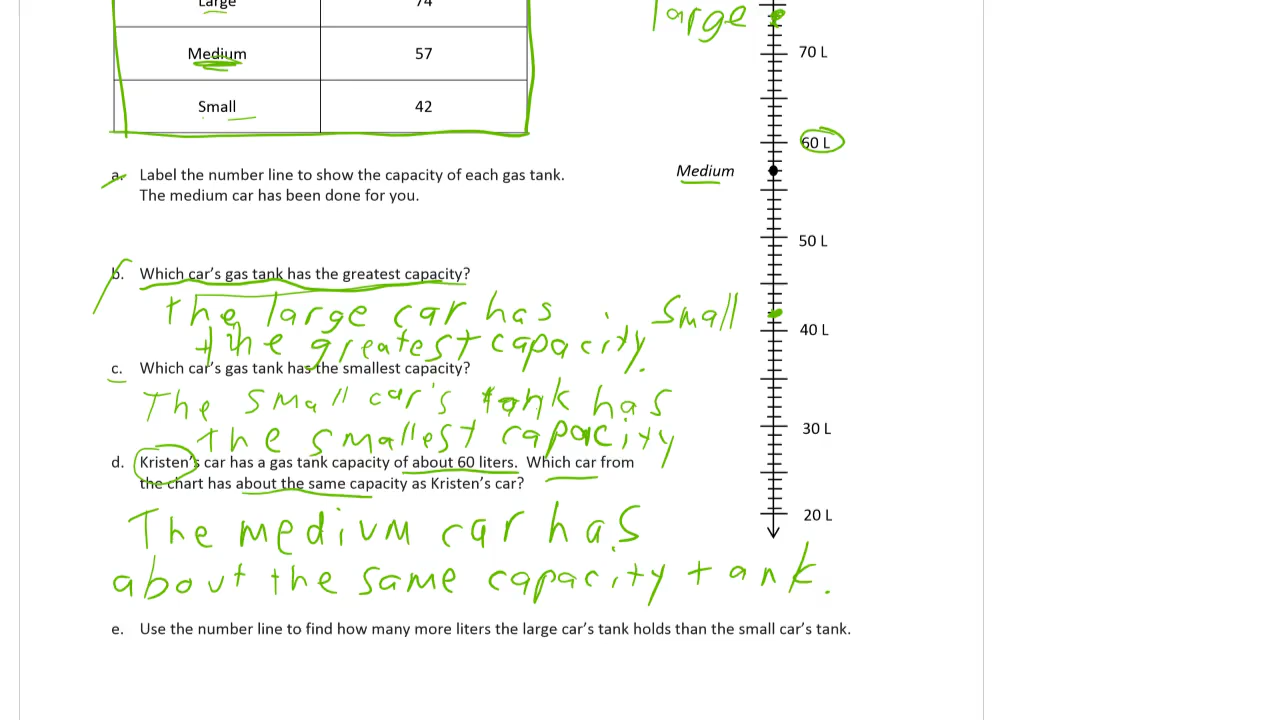 Large 74
large
70 L
Medium 57
Small 42
60 L
a. Label the number line to show the capacity of each gas tank.
Medium
The medium car has been done for you.
50 L
b. Which car's gas tank has the greatest capacity?
the large car has
Small
the greatest capacity.
40 L
c. Which car's gas tank has the smallest capacity?
The small car's tank has
the smallest capacity
30 L
d. Kristen's car has a gas tank capacity of about 60 liters. Which car from
the chart has about the same capacity as Kristen's car?
20 L
The medium car has
about the same capacity tank.
e. Use the number line to find how many more liters the large car's tank holds than the small car's tank.